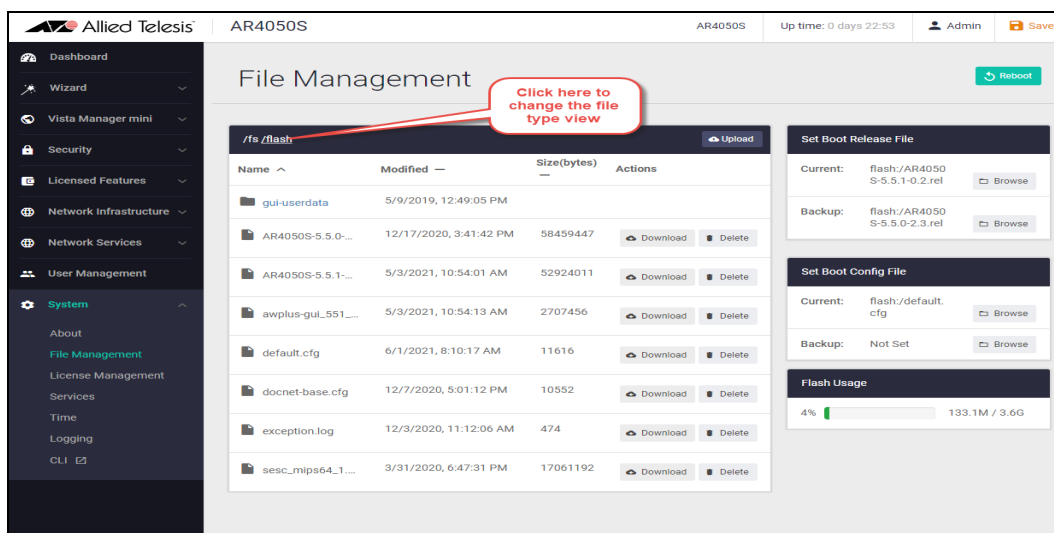 Allied Telesis
AR4050S
AR4050S
Up time: 0 days 22:53
Admin
Save
Dashboard
Wizard
Vista Manager mini
Security
Licensed Features
Network Infrastructure
Network Services
User Management
System
About
File Management
License Management
Services
Time
Logging
CLI
File Management
Reboot
Click here to
change the file
type view
/fs /flash
Upload
Name Modified Size(bytes) Actions
gui-userdata 5/9/2019, 12:49:05 PM
AR4050S-5.5.0-... 12/17/2020, 3:41:42 PM 58459447 Download Delete
AR4050S-5.5.1-... 5/3/2021, 10:54:01 AM 52924011 Download Delete
awplus-gui_551_... 5/3/2021, 10:54:13 AM 2707456 Download Delete
default.cfg 6/1/2021, 8:10:17 AM 11616 Download Delete
docnet-base.cfg 12/7/2020, 5:01:12 PM 10552 Download Delete
exception.log 12/3/2020, 11:12:06 AM 474 Download Delete
sesc_mips64_1.... 3/31/2020, 6:47:31 PM 17061192 Download Delete
Set Boot Release File
Current: flash:/AR4050
S-5.5.1-0.2.rel Browse
Backup: flash:/AR4050
S-5.5.0-2.3.rel Browse
Set Boot Config File
Current: flash:/default.
cfg Browse
Backup: Not Set Browse
Flash Usage
4% 133.1M / 3.6G